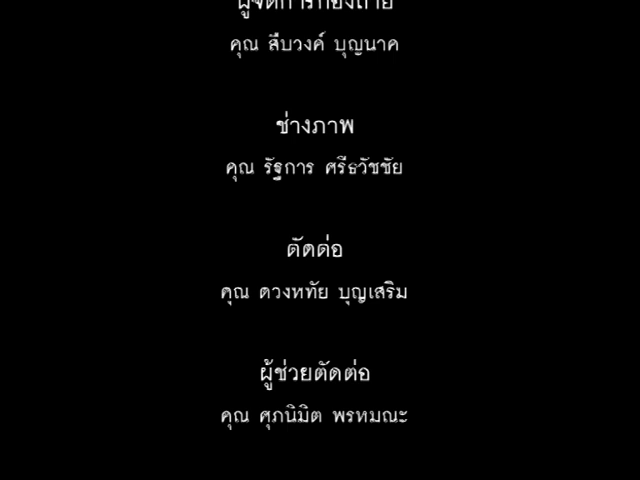 ผู้จัดการกองถ่าย
คุณ สืบวงค์ บุญนาค
ช่างภาพ
คุณ รัฐการ ศรีธวัชชัย
ตัดต่อ
คุณ ดวงหทัย บุญเสริม
ผู้ช่วยตัดต่อ
คุณ ศุภนิมิต พรหมณะ